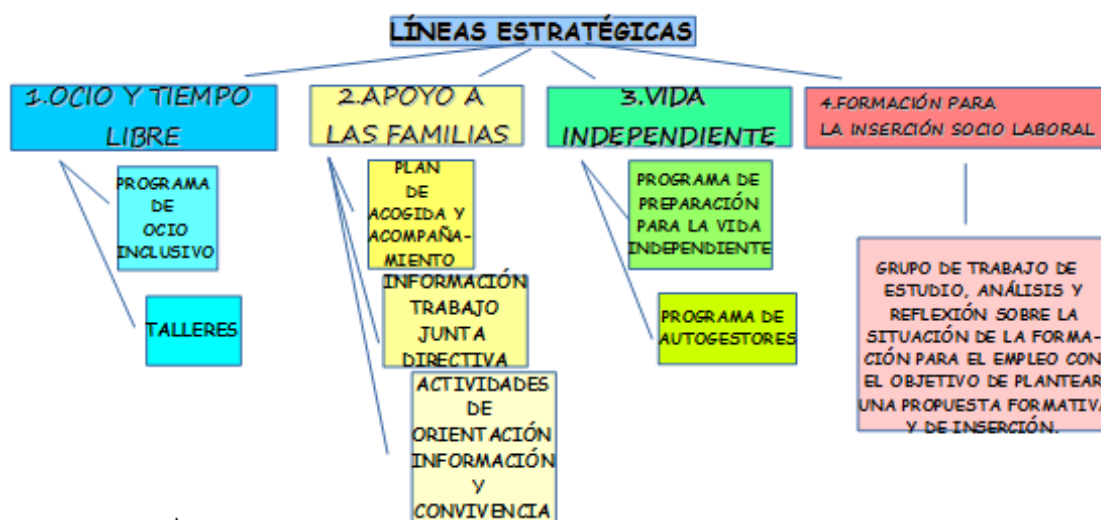 LÍNEAS ESTRATÉGICAS
1.OCIO Y TIEMPO
LIBRE
PROGRAMA
DE
OCIO
INCLUSIVO
TALLERES
2.APOYO A
LAS FAMILIAS
PLAN
DE
ACOGIDA Y
ACOMPAÑA-
MIENTO
INFORMACIÓN
TRABAJO
JUNTA
DIRECTIVA
ACTIVIDADES
DE
ORIENTACIÓN
INFORMACIÓN
Y
CONVIVENCIA
3.VIDA
INDEPENDIENTE
PROGRAMA DE
PREPARACIÓN
PARA LA VIDA
INDEPENDIENTE
PROGRAMA DE
AUTOGESTORES
4.FORMACIÓN PARA
LA INSERCIÓN SOCIO LABORAL
GRUPO DE TRABAJO DE
ESTUDIO, ANÁLISIS Y
REFLEXIÓN SOBRE LA
SITUACIÓN DE LA FORMA-
CIÓN PARA EL EMPLEO CON
EL OBJETIVO DE PLANTEAR
UNA PROPUESTA FORMATIVA
Y DE INSERCIÓN.